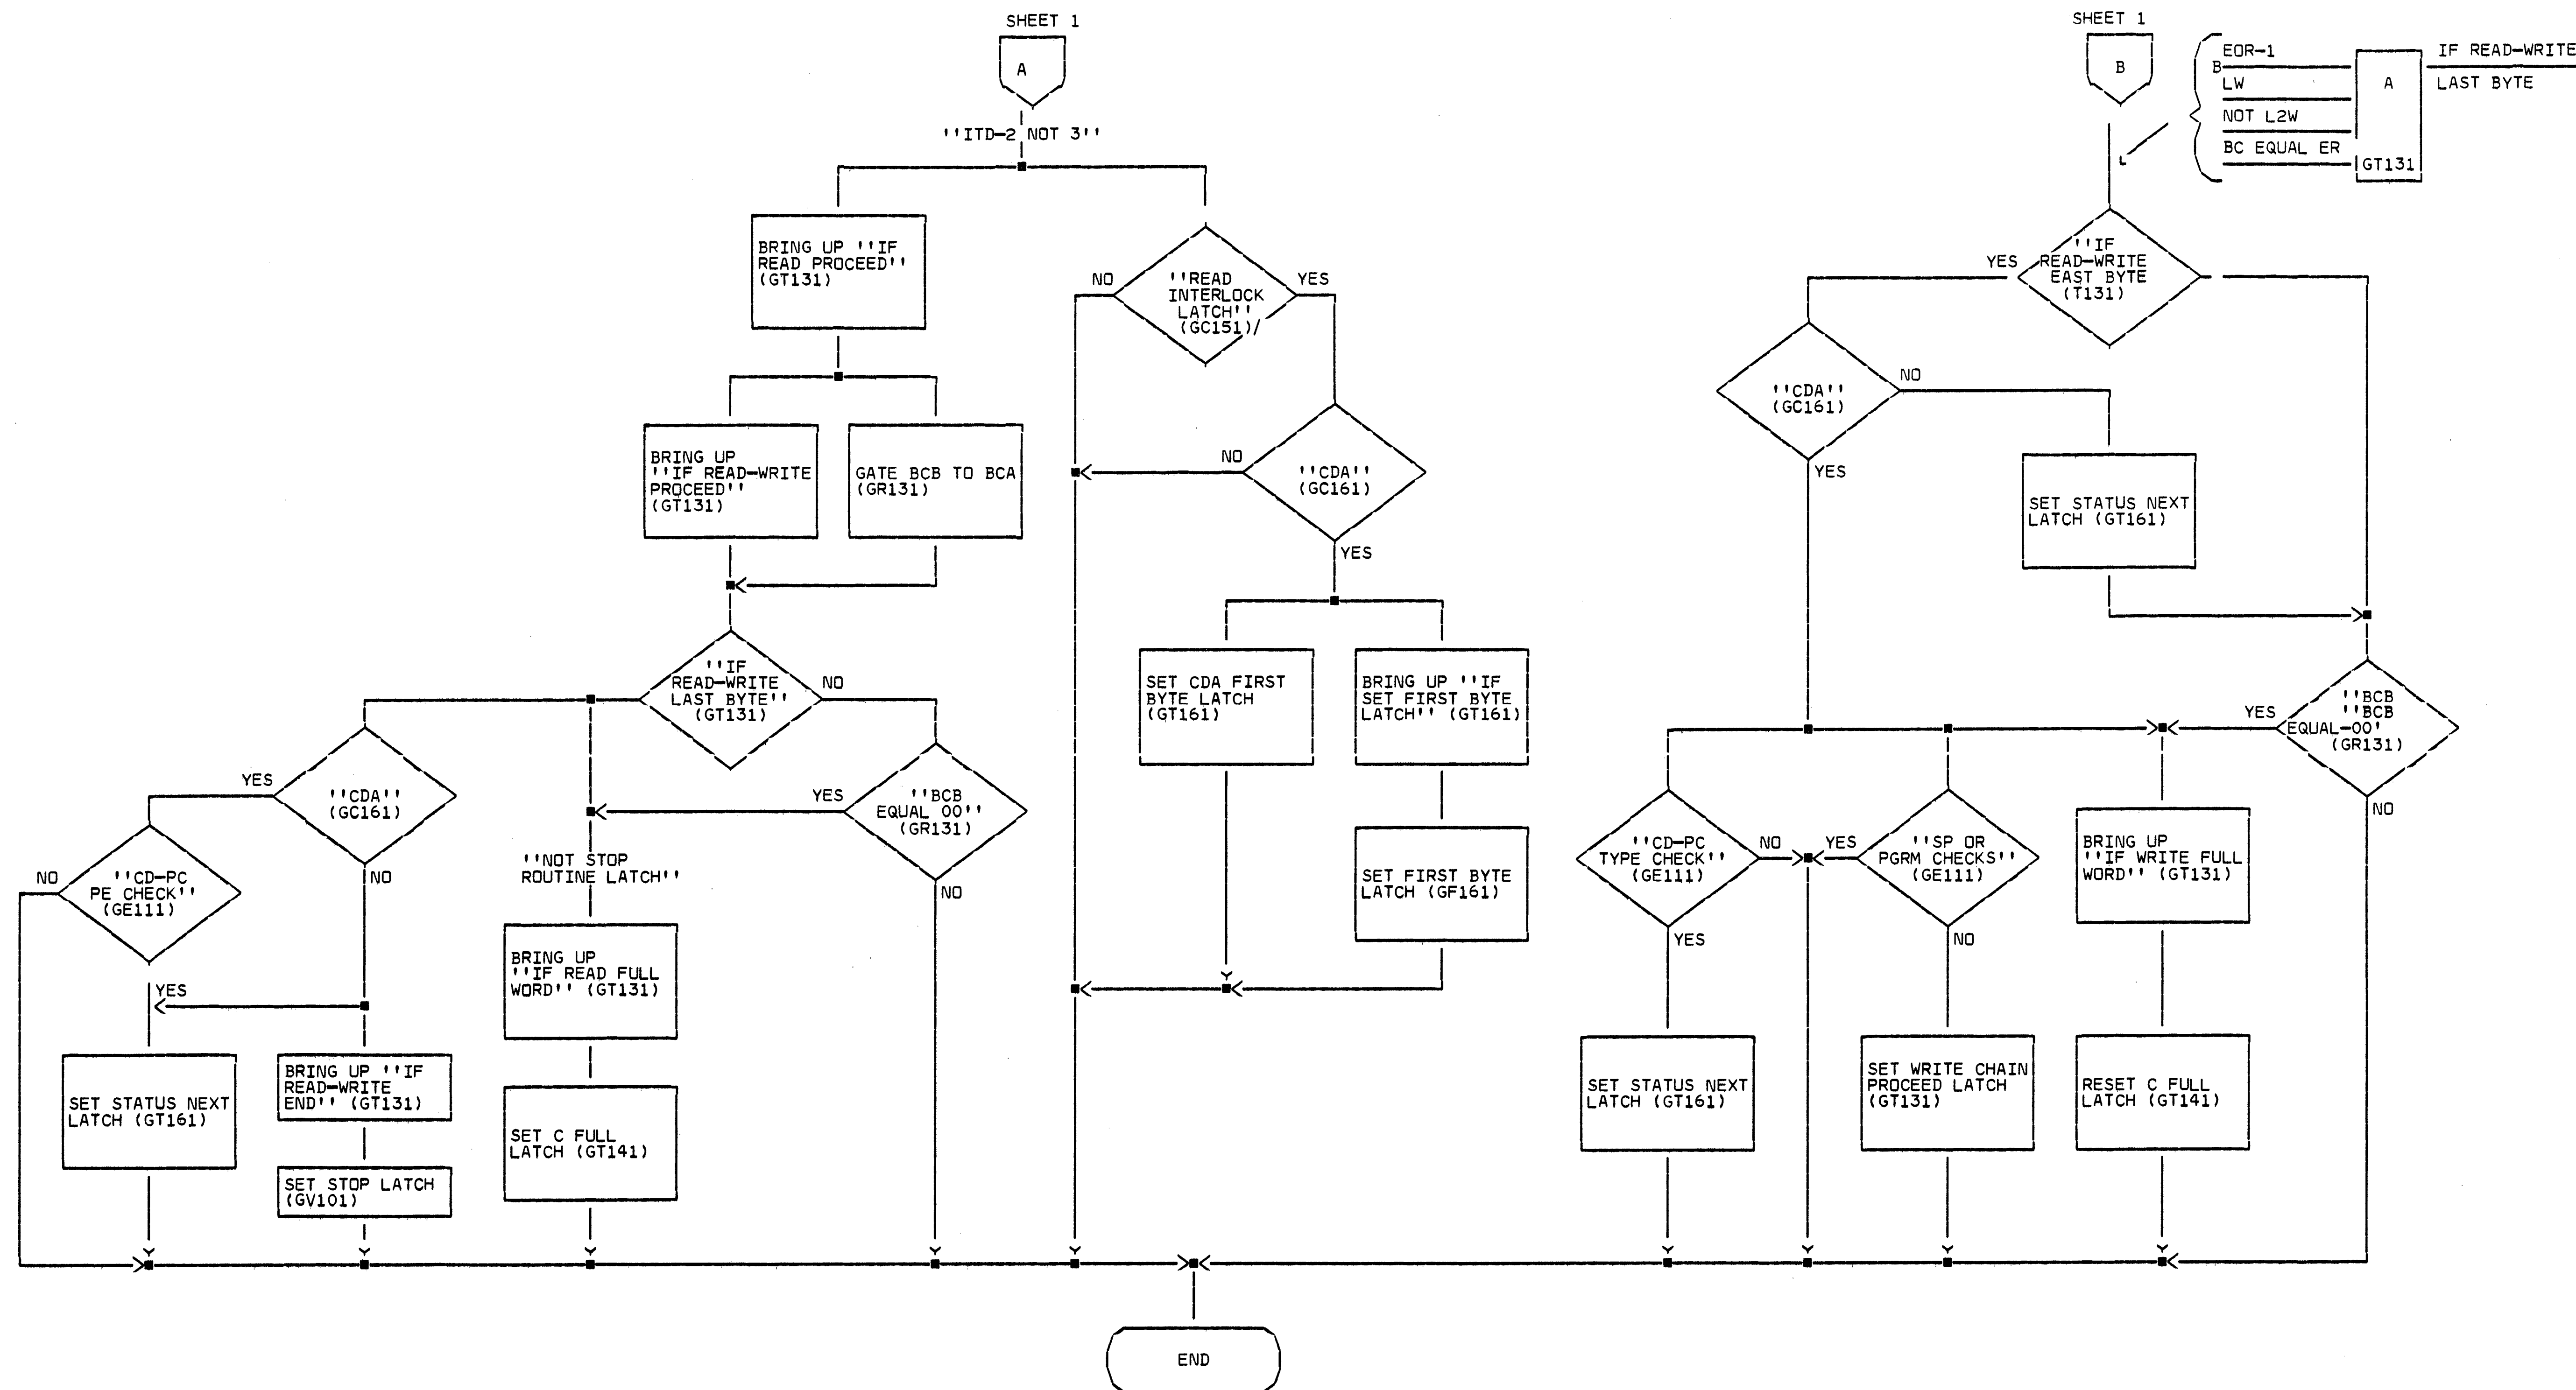 SHEET 1
A
''ITD-2 NOT 3''
BRING UP ''IF
READ PROCEED''
(GT131)
NO
''READ
INTERLOCK
LATCH''
(GC151)/
YES
BRING UP
''IF READ-WRITE
PROCEED''
(GT131)
GATE BCB TO BCA
(GR131)
NO
''CDA''
(GC161)
YES
''IF
READ-WRITE
LAST BYTE''
(GT131)
NO
SET CDA FIRST
BYTE LATCH
(GT161)
BRING UP ''IF
SET FIRST BYTE
LATCH'' (GT161)
YES
''CDA''
(GC161)
NO
YES
''BCB
EQUAL 00''
(GR131)
NO
NO
''CD-PC
PE CHECK''
(GE111)
YES
''NOT STOP
ROUTINE LATCH''
SET FIRST BYTE
LATCH (GF161)
BRING UP
''IF READ FULL
WORD'' (GT131)
SET STATUS NEXT
LATCH (GT161)
BRING UP ''IF
READ-WRITE
END'' (GT131)
SET C FULL
LATCH (GT141)
SET STOP LATCH
(GV101)
SHEET 1
B
EOR-1
B
LW
NOT L2W
BC EQUAL ER
A
GT131
IF READ-WRITE
LAST BYTE
YES
''IF
READ-WRITE
EAST BYTE
(T131)
''CDA''
(GC161)
NO
YES
SET STATUS NEXT
LATCH (GT161)
YES
''BCB
''BCB
EQUAL-00'
(GR131)
NO
''CD-PC
TYPE CHECK''
(GE111)
NO
YES
YES
''SP OR
PGRM CHECKS''
(GE111)
NO
BRING UP
''IF WRITE FULL
WORD'' (GT131)
SET STATUS NEXT
LATCH (GT161)
SET WRITE CHAIN
PROCEED LATCH
(GT131)
RESET C FULL
LATCH (GT141)
END